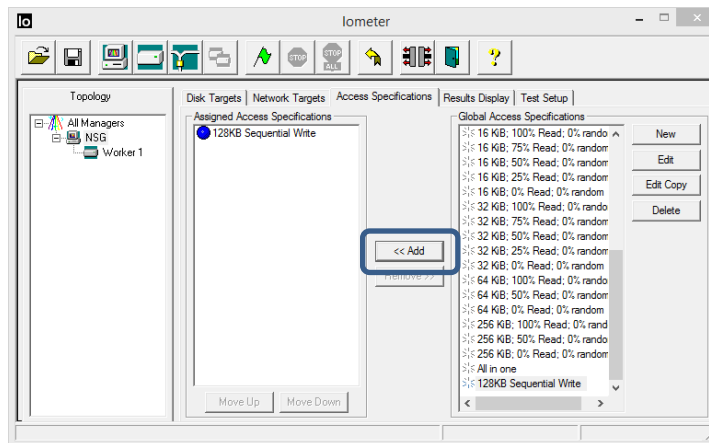 Io
Iometer
STOP
STOP
ALL
?
Topology
All Managers
NSG
Worker 1
Disk Targets
Network Targets
Access Specifications
Results Display
Test Setup
Assigned Access Specifications
128KB Sequential Write
<< Add
Remove >>
Move Up
Move Down
Global Access Specifications
16 KiB; 100% Read; 0% rando
16 KiB; 75% Read; 0% random
16 KiB; 50% Read; 0% random
16 KiB; 25% Read; 0% random
16 KiB; 0% Read; 0% random
32 KiB; 100% Read; 0% rando
32 KiB; 75% Read; 0% random
32 KiB; 50% Read; 0% random
32 KiB; 25% Read; 0% random
32 KiB; 0% Read; 0% random
64 KiB; 100% Read; 0% rando
64 KiB; 50% Read; 0% random
64 KiB; 0% Read; 0% random
256 KiB; 100% Read; 0% rand
256 KiB; 50% Read; 0% rando
256 KiB; 0% Read; 0% random
All in one
128KB Sequential Write
New
Edit
Edit Copy
Delete